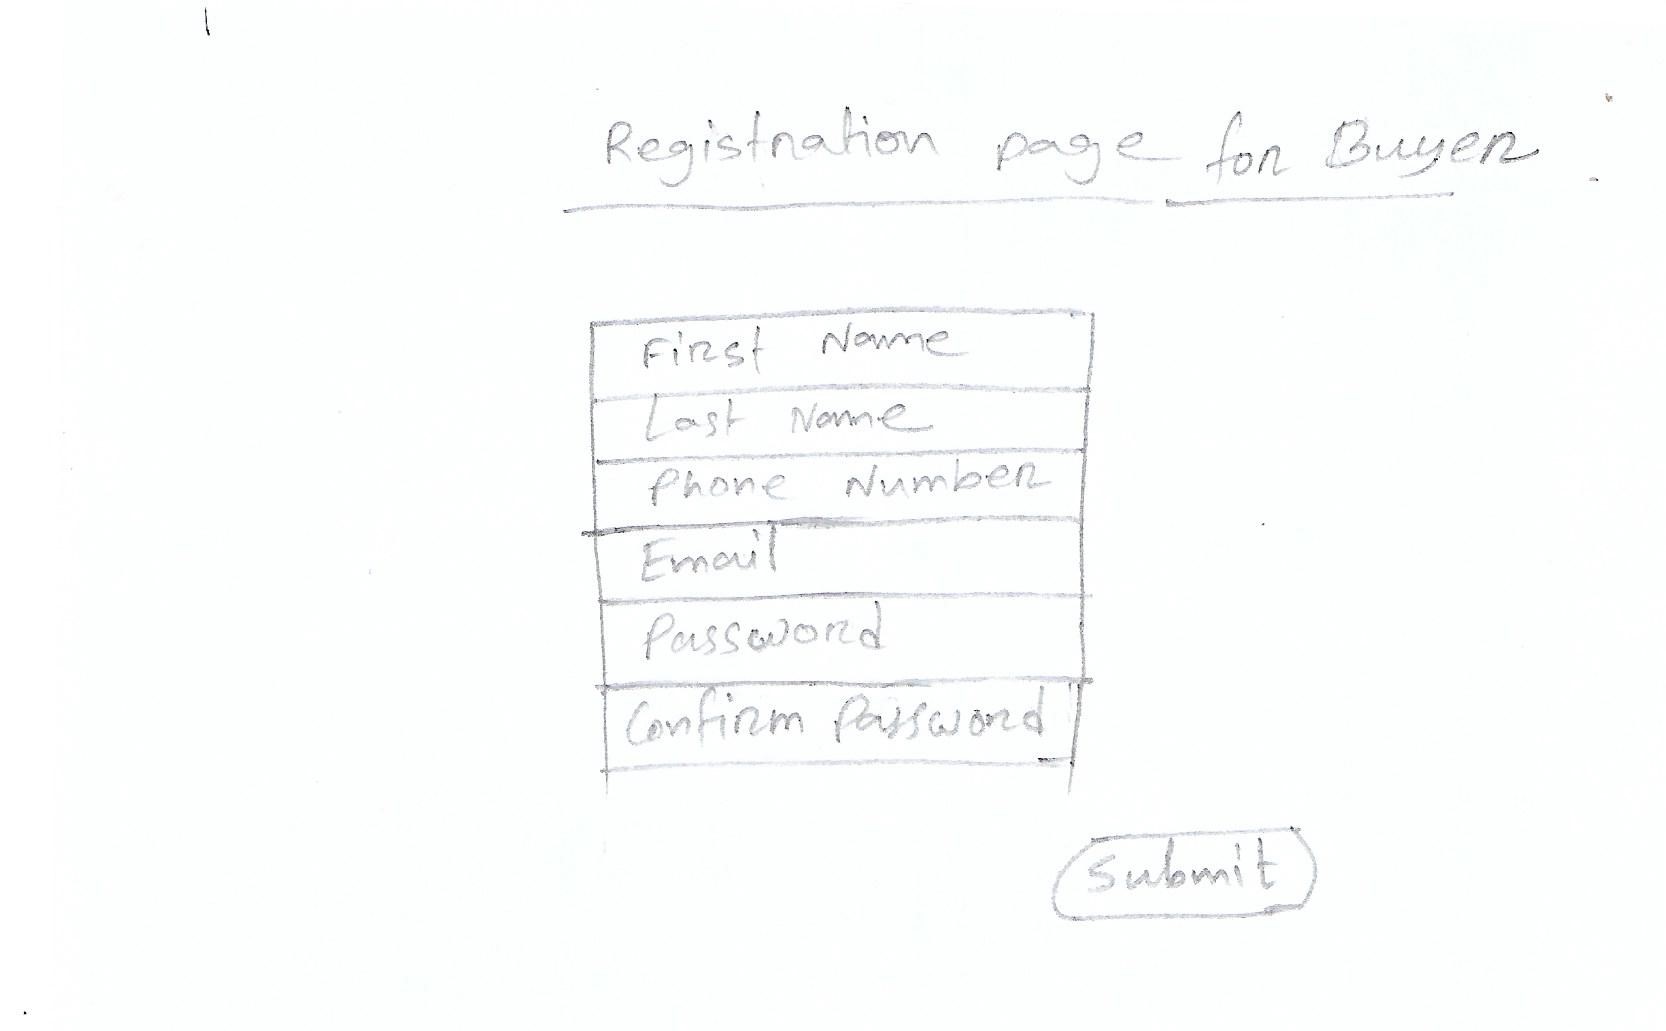 Registration page for Buyer
First Name
Last Name
Phone Number
Email
Password
Confirm Password
Submit